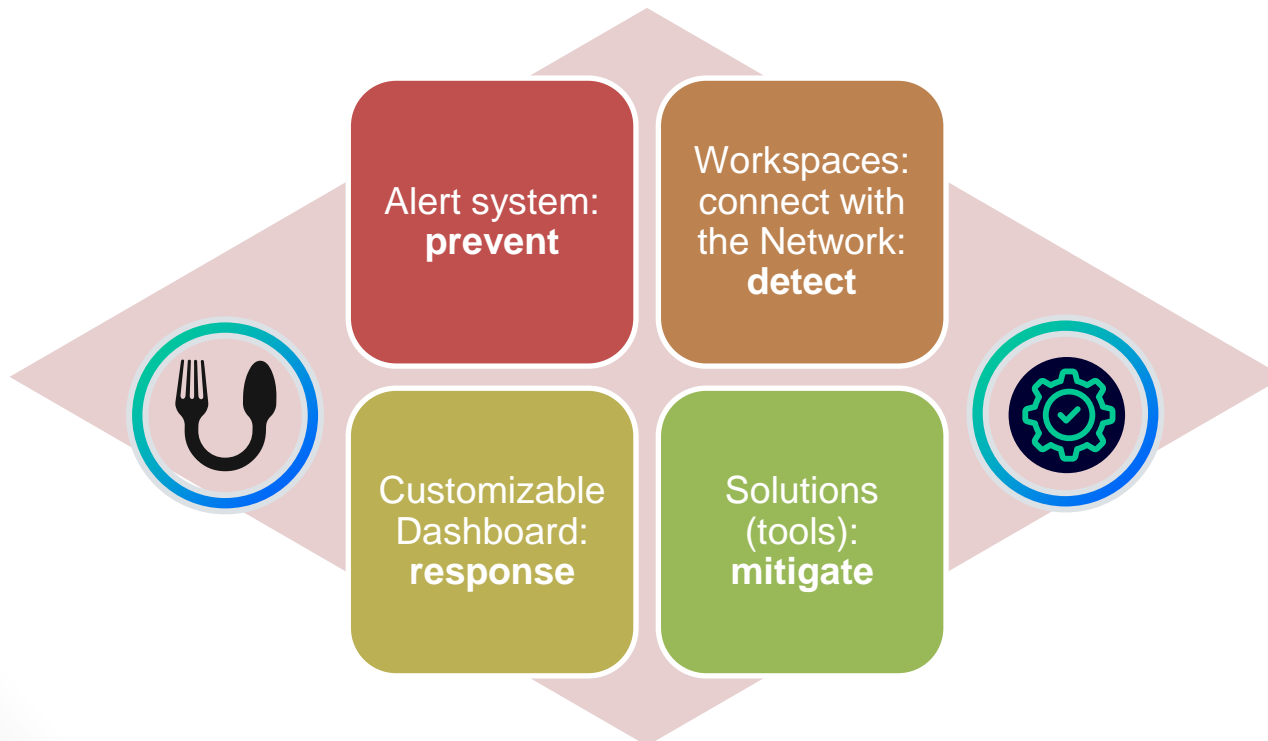 Alert system:
prevent
Workspaces:
connect with
the Network:
detect
Customizable
Dashboard:
response
Solutions
(tools):
mitigate